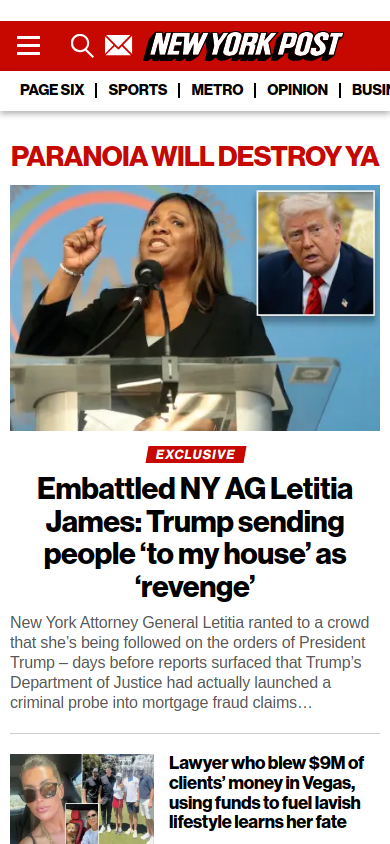 NEW YORK POST
PAGE SIX
SPORTS
METRO
OPINION
BUSI
PARANOIA WILL DESTROY YA
EXCLUSIVE
Embattled NY AG Letitia
James: Trump sending
people ‘to my house’ as
‘revenge’
New York Attorney General Letitia ranted to a crowd
that she’s being followed on the orders of President
Trump – days before reports surfaced that Trump’s
Department of Justice had actually launched a
criminal probe into mortgage fraud claims…
Lawyer who blew $9M of
clients’ money in Vegas,
using funds to fuel lavish
lifestyle learns her fate